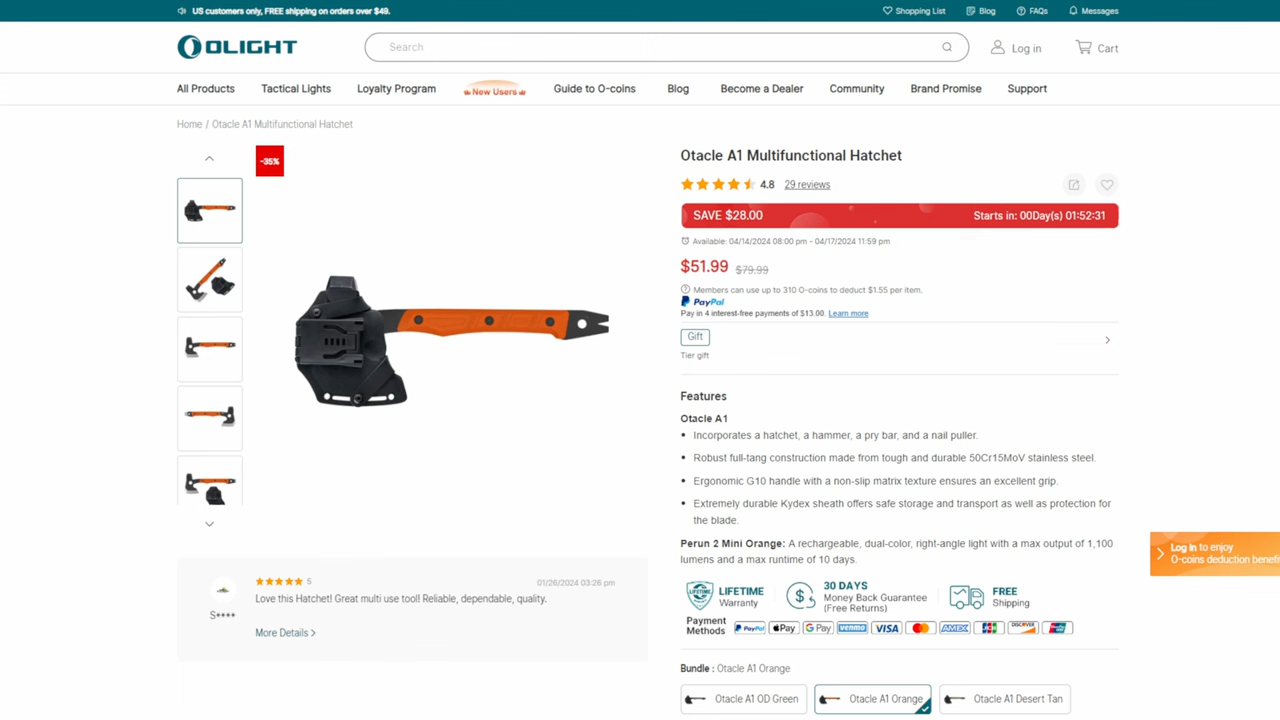 US customers only, FREE shipping on orders over $49.
Shopping List
Blog
FAQs
Messages
OLIGHT
Search
Log in
Cart
All Products
Tactical Lights
Loyalty Program
New Users
Guide to O-coins
Blog
Become a Dealer
Community
Brand Promise
Support
Home / Otacle A1 Multifunctional Hatchet
-35%
Otacle A1 Multifunctional Hatchet
4.8 29 reviews
SAVE $28.00
Starts in: 00Day(s) 01:52:31
Available: 04/14/2024 08:00 pm - 04/17/2024 11:59 pm
$51.99 $79.99
Members can use up to 310 O-coins to deduct $1.55 per item.
PayPal
Pay in 4 interest-free payments of $13.00. Learn more
Gift
Tier gift
Features
Otacle A1
• Incorporates a hatchet, a hammer, a pry bar, and a nail puller.
• Robust full-tang construction made from tough and durable 50Cr15MoV stainless steel.
• Ergonomic G10 handle with a non-slip matrix texture ensures an excellent grip.
• Extremely durable Kydex sheath offers safe storage and transport as well as protection for
the blade.
Perun 2 Mini Orange: A rechargeable, dual-color, right-angle light with a max output of 1,100
lumens and a max runtime of 10 days.
Log in to enjoy
O-coins deduction benefi
5
01/26/2024 03:26 pm
Love this Hatchet! Great multi use tool! Reliable, dependable, quality.
S****
More Details >
LIFETIME
LIFETIME
Warranty
30 DAYS
Money Back Guarantee
(Free Returns)
FREE
Shipping
Payment
Methods
PayPal
Pay
G Pay
venmo
VISA
AMEX
JCB
DISCOVER
Bundle : Otacle A1 Orange
Otacle A1 OD Green
Otacle A1 Orange
Otacle A1 Desert Tan